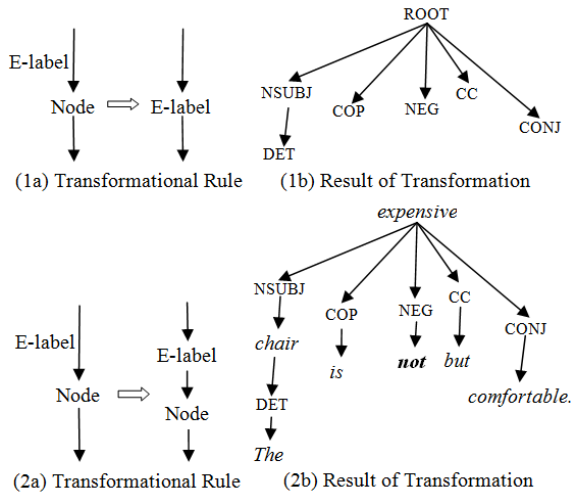 E-label
Node
E-label
(1a) Transformational Rule
ROOT
NSUBJ
COP
NEG
CC
CONJ
DET
(1b) Result of Transformation
E-label
Node
E-label
Node
(2a) Transformational Rule
expensive
NSUBJ
COP
NEG
CC
CONJ
chair
is
not
but
comfortable.
DET
The
(2b) Result of Transformation